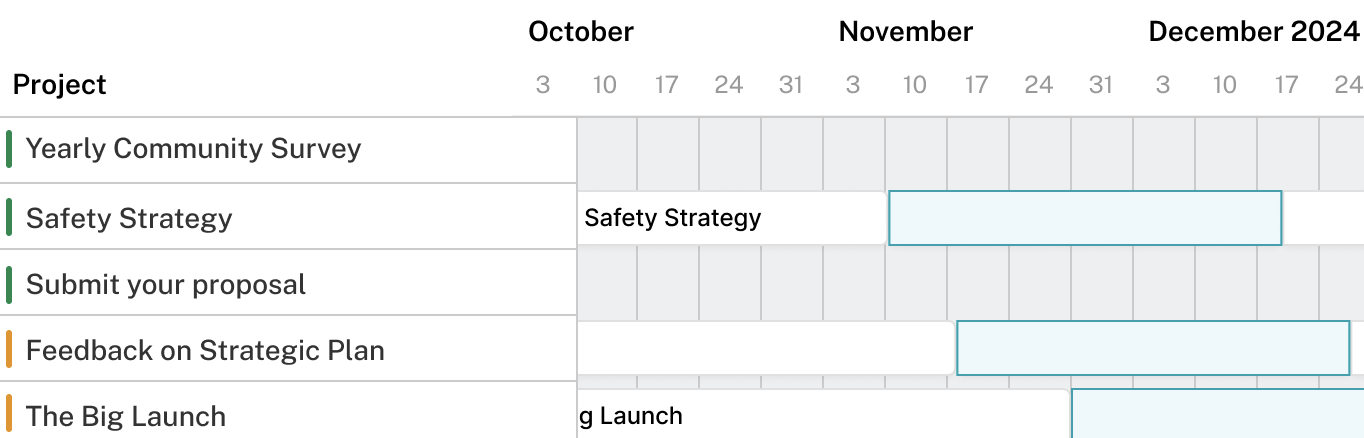 October November December 2024
Project 3 10 17 24 31 3 10 17 24 31 3 10 17 24
Yearly Community Survey
Safety Strategy Safety Strategy
Submit your proposal
Feedback on Strategic Plan
The Big Launch g Launch